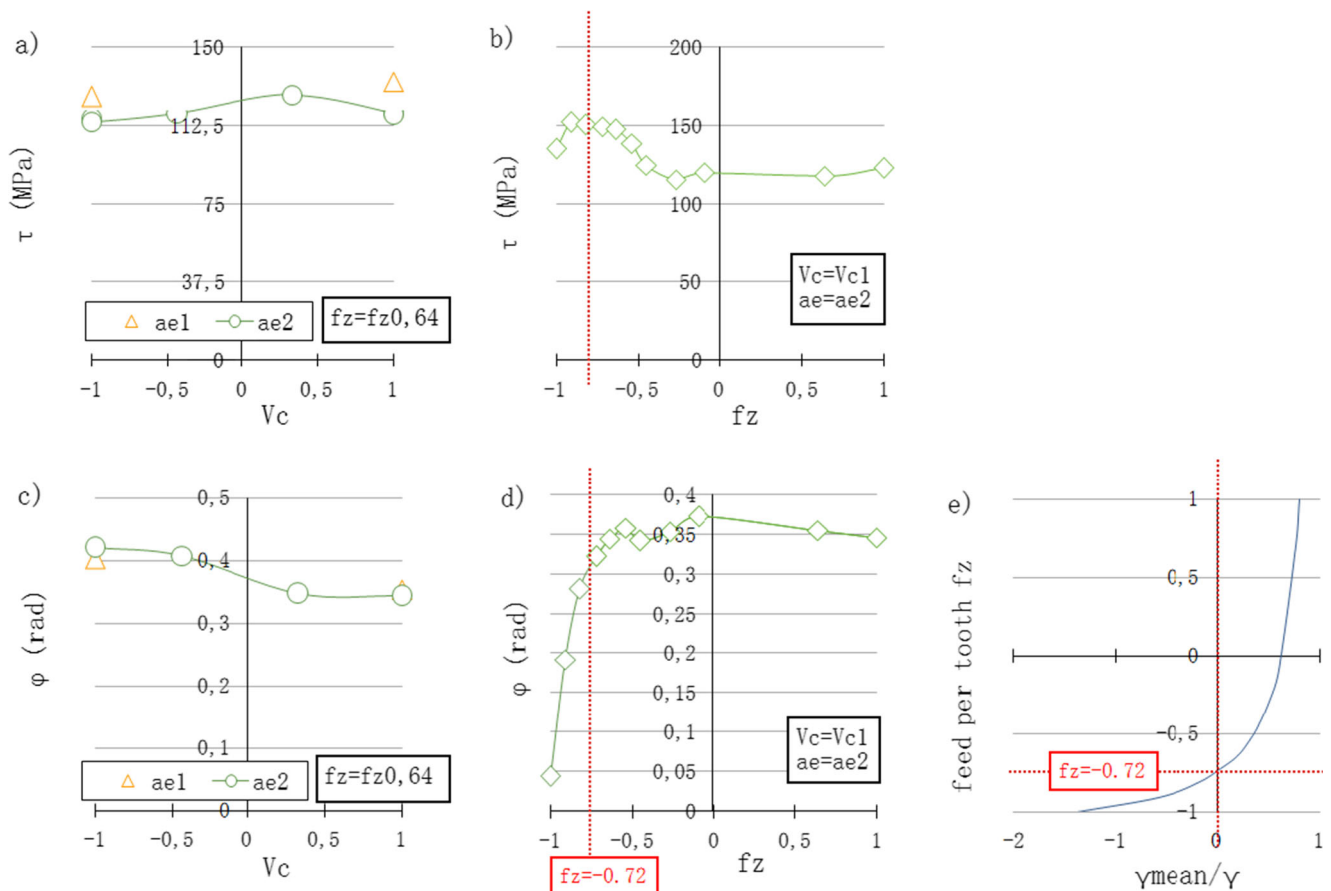 a)
150
112,5
75
37,5
0
τ (MPa)
ae1
ae2
fz=fz0,64
-1
-0,5
0
0,5
1
Vc
b)
200
150
100
50
0
τ (MPa)
Vc=Vc1
ae=ae2
-1
-0,5
0
0,5
1
fz
c)
0,5
0,4
0,3
0,2
0,1
0
φ (rad)
ae1
ae2
fz=fz0,64
-1
-0,5
0
0,5
1
Vc
d)
0,4
0,35
0,3
0,25
0,2
0,15
0,1
0,05
0
φ (rad)
Vc=Vc1
ae=ae2
-1
-0,5
0
0,5
1
fz=-0.72
fz
e)
1
0,5
0
-0,5
-1
feed per tooth fz
fz=-0.72
-2
-1
0
1
γmean/γ